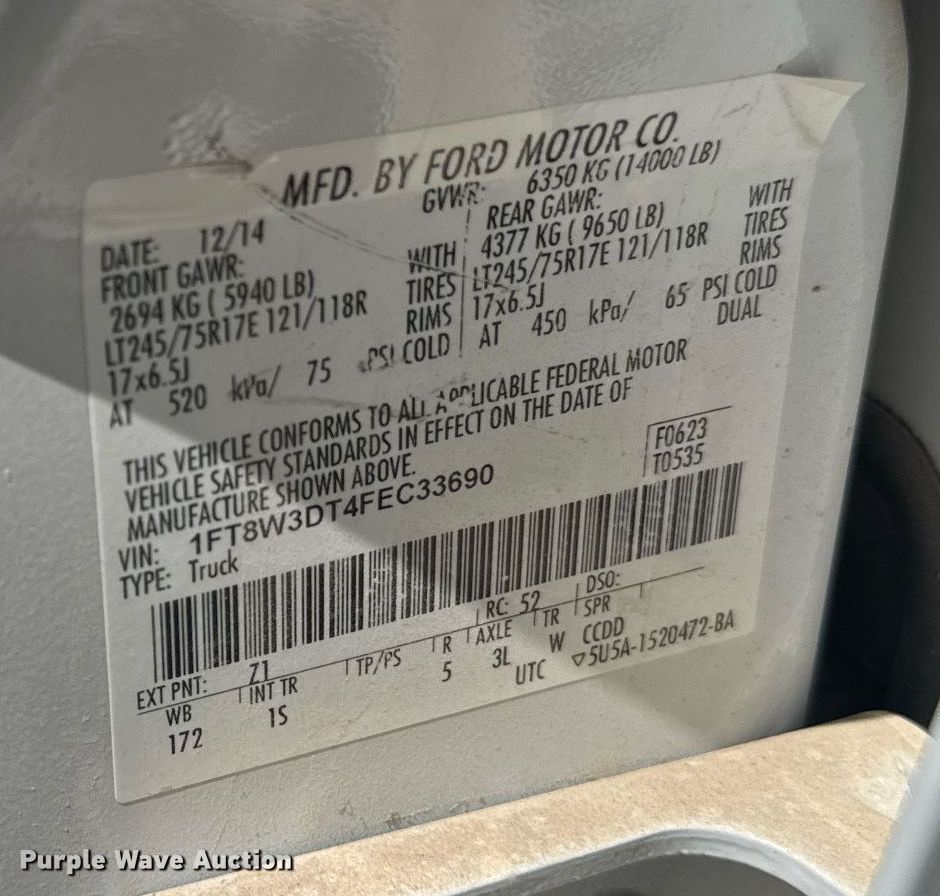 MFD. BY FORD MOTOR CO.
DATE: 12/14
GVWR: 6350 KG (14000 LB)
FRONT GAWR:
2694 KG ( 5940 LB) WITH
LT245/75R17E 121/118R TIRES
17x6.5J RIMS
AT 520 kPa/ 75 PSI COLD
REAR GAWR: WITH
4377 KG ( 9650 LB) TIRES
LT245/75R17E 121/118R RIMS
17x6.5J
AT 450 kPa/ 65 PSI COLD
DUAL
THIS VEHICLE CONFORMS TO ALL APPLICABLE FEDERAL MOTOR
VEHICLE SAFETY STANDARDS IN EFFECT ON THE DATE OF
MANUFACTURE SHOWN ABOVE.
F0623
T0535
VIN: 1FT8W3DT4FEC33690
TYPE: Truck
EXT PNT: Z1 RC: 52 DSO:
WB INT TR TP/PS R AXLE TR SPR
172 1S 5 3L W CCDD
UTC ▽5U5A-1520472-BA
Purple Wave Auction